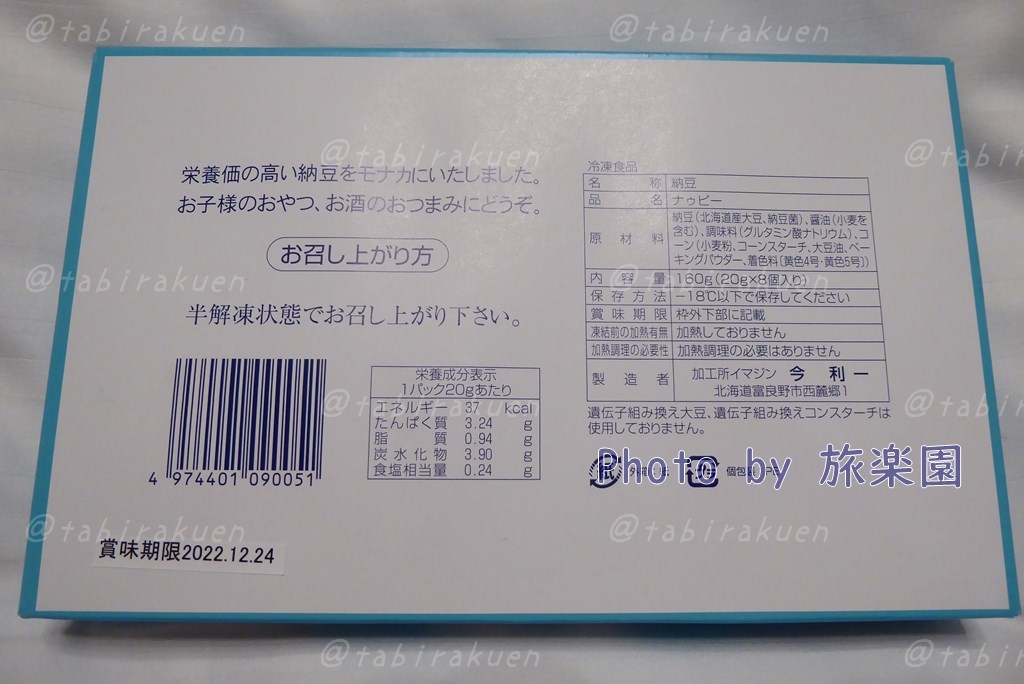 @tabirakuen
@tabirakuen
@tabirakuen
栄養価の高い納豆をモナカにいたしました。
お子様のおやつ、お酒のおつまみにどうぞ。
お召し上がり方
半解凍状態でお召し上がり下さい。
4 974401 090051
栄養成分表示
1パック20gあたり
エネルギー 37 kcal
たんぱく質 3.24 g
脂質 0.94 g
炭水化物 3.90 g
食塩相当量 0.24 g
賞味期限2022.12.24
冷凍食品
名称 納豆
品名 ナゥピー
原材料 納豆(北海道産大豆、納豆菌)、醤油(小麦を
含む)、調味料(グルタミン酸ナトリウム)、コ
ーン(小麦粉、コーンスターチ、大豆油、ベー
キングパウダー、着色料[黄色4号・黄色5号])
内容量 160g(20g×8個入り)
保存方法 −18℃以下で保存してください
賞味期限 枠外下部に記載
凍結前の加熱有無 加熱しておりません
加熱調理の必要性 加熱調理の必要はありません
製造者 加工所イマジン 今 利一
北海道富良野市西麓郷1
遺伝子組み換え大豆、遺伝子組み換えコンスターチは
使用しておりません。
Photo by 旅楽園
紙 プラ 個包装
@tabirakuen
@tabirakuen
@tabirakuen
@tabirakuen
@tabirakuen
@tabirakuen
@tabirakuen
@tabirakuen